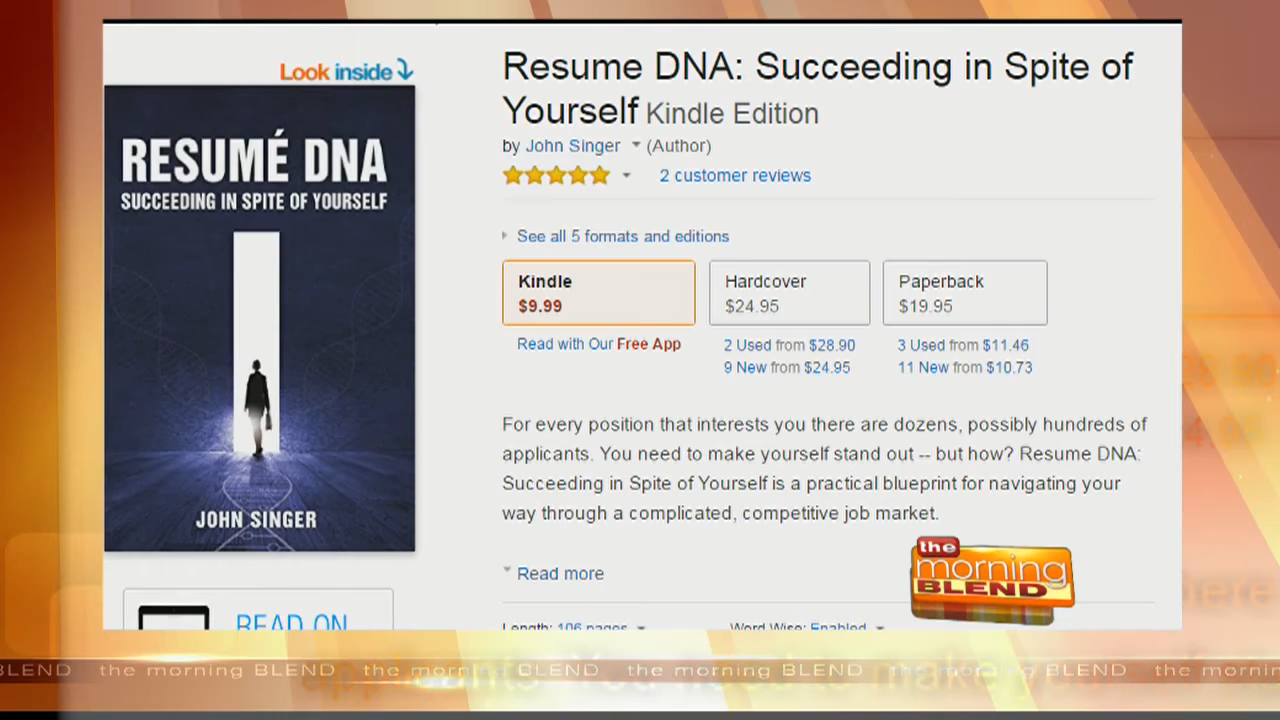 Look inside
RESUMÉ DNA
SUCCEEDING IN SPITE OF YOURSELF
JOHN SINGER
READ ON
Resume DNA: Succeeding in Spite of
Yourself Kindle Edition
by John Singer (Author)
2 customer reviews
See all 5 formats and editions
Kindle
$9.99
Read with Our Free App
Hardcover
$24.95
2 Used from $28.90
9 New from $24.95
Paperback
$19.95
3 Used from $11.46
11 New from $10.73
For every position that interests you there are dozens, possibly hundreds of
applicants. You need to make yourself stand out -- but how? Resume DNA:
Succeeding in Spite of Yourself is a practical blueprint for navigating your
way through a complicated, competitive job market.
Read more
Length: 106 pages Word Wise: Enabled
the
morning
BLEND
BLEND the morning BLEND the morning BLEND the morning BLEND the morning BLEND the mornin